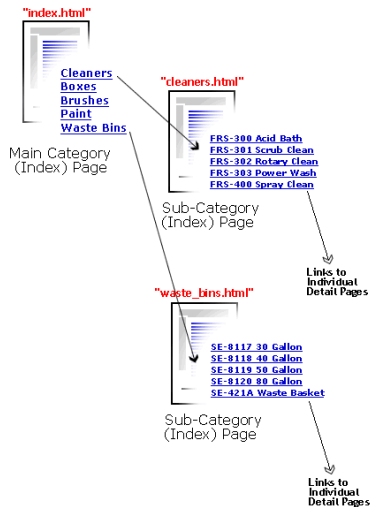 "index.html"
Cleaners
Boxes
Brushes
Paint
Waste Bins
Main Category
(Index) Page
"cleaners.html"
FRS-300 Acid Bath
FRS-301 Scrub Clean
FRS-302 Rotary Clean
FRS-303 Power Wash
FRS-400 Spray Clean
Sub-Category
(Index) Page
Links to
Individual
Detail Pages
"waste_bins.html"
SE-8117 30 Gallon
SE-8118 40 Gallon
SE-8119 50 Gallon
SE-8120 80 Gallon
SE-421A Waste Basket
Sub-Category
(Index) Page
Links to
Individual
Detail Pages